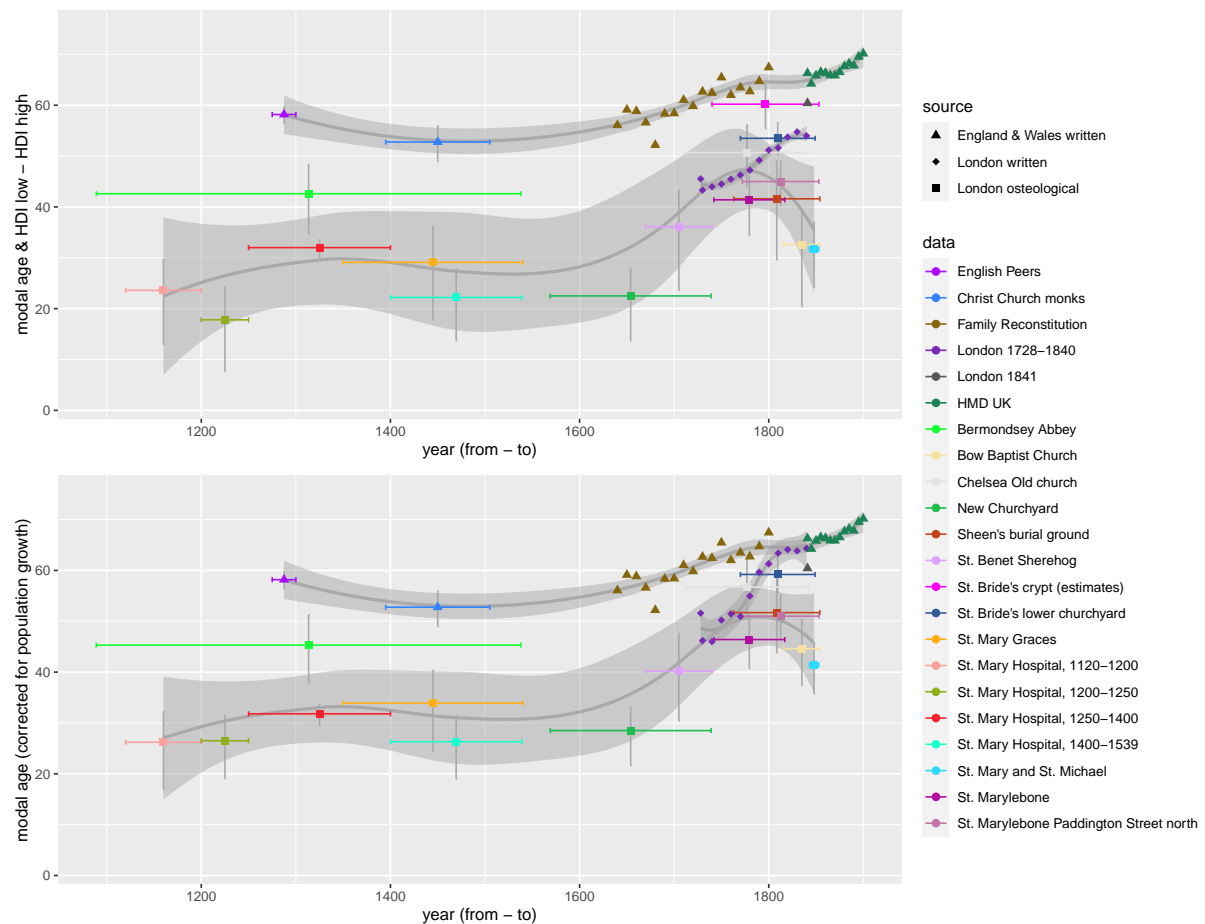 modal age & HDI low – HDI high
60
40
20
0
1200
1400
1600
1800
year (from – to)
modal age (corrected for population growth)
60
40
20
0
1200
1400
1600
1800
year (from – to)
source
England & Wales written
London written
London osteological
data
English Peers
Christ Church monks
Family Reconstitution
London 1728–1840
London 1841
HMD UK
Bermondsey Abbey
Bow Baptist Church
Chelsea Old church
New Churchyard
Sheen's burial ground
St. Benet Sherehog
St. Bride's crypt (estimates)
St. Bride's lower churchyard
St. Mary Graces
St. Mary Hospital, 1120–1200
St. Mary Hospital, 1200–1250
St. Mary Hospital, 1250–1400
St. Mary Hospital, 1400–1539
St. Mary and St. Michael
St. Marylebone
St. Marylebone Paddington Street north